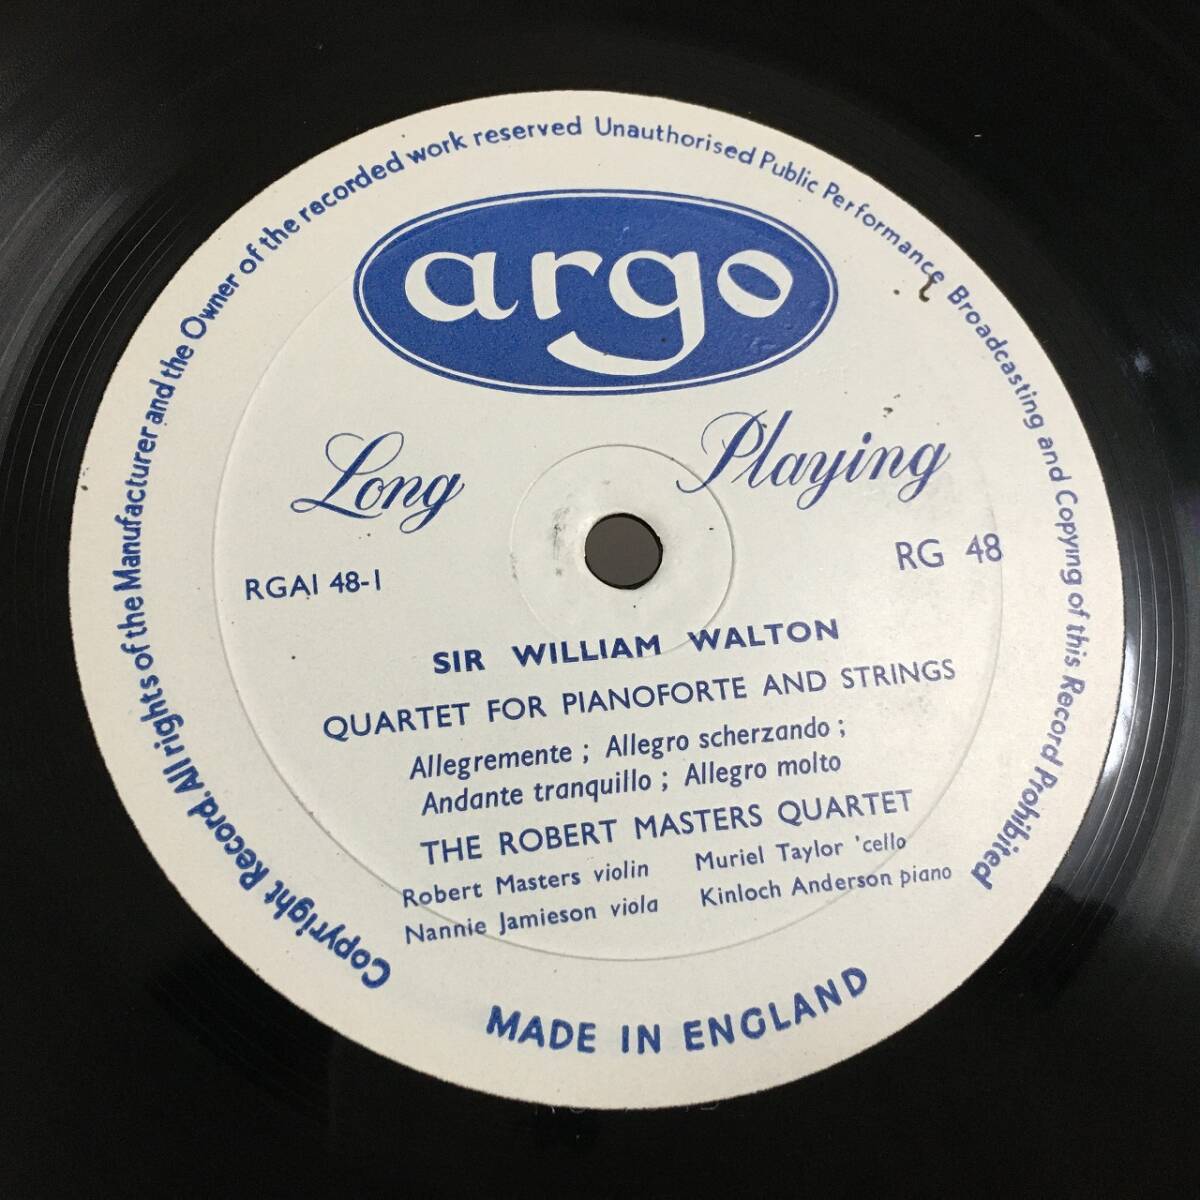 Copyright Record. All rights of the Manufacturer and the Owner of the recorded work reserved Unauthorised Public Performance Broadcasting and Copying of this Record Prohibited
argo
Long Playing
RGAI 48-1
RG 48
SIR WILLIAM WALTON
QUARTET FOR PIANOFORTE AND STRINGS
Allegremente ; Allegro scherzando ;
Andante tranquillo ; Allegro molto
THE ROBERT MASTERS QUARTET
Robert Masters violin Muriel Taylor 'cello
Nannie Jamieson viola Kinloch Anderson piano
MADE IN ENGLAND